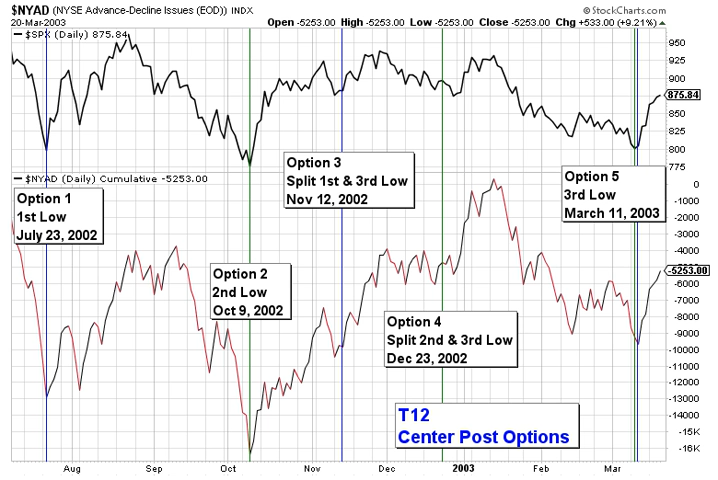 $NYAD (NYSE Advance-Decline Issues (EOD)) INDX © StockCharts.com
20-Mar-2003 Open -5253.00 High -5253.00 Low -5253.00 Close -5253.00 Chg +533.00 (+9.21%)
$SPX (Daily) 875.84
950
925
900
875.84
850
825
800
775
Option 3
Split 1st & 3rd Low
Nov 12, 2002
Option 5
3rd Low
March 11, 2003
$NYAD (Daily) Cumulative -5253.00
Option 1
1st Low
July 23, 2002
Option 2
2nd Low
Oct 9, 2002
Option 4
Split 2nd & 3rd Low
Dec 23, 2002
T12
Center Post Options
0
-1000
-2000
-4000
-5253.00
-6000
-7000
-8000
-9000
-10000
-11000
-12000
-13000
-14000
-15K
-16K
Aug Sep Oct Nov Dec 2003 Feb Mar